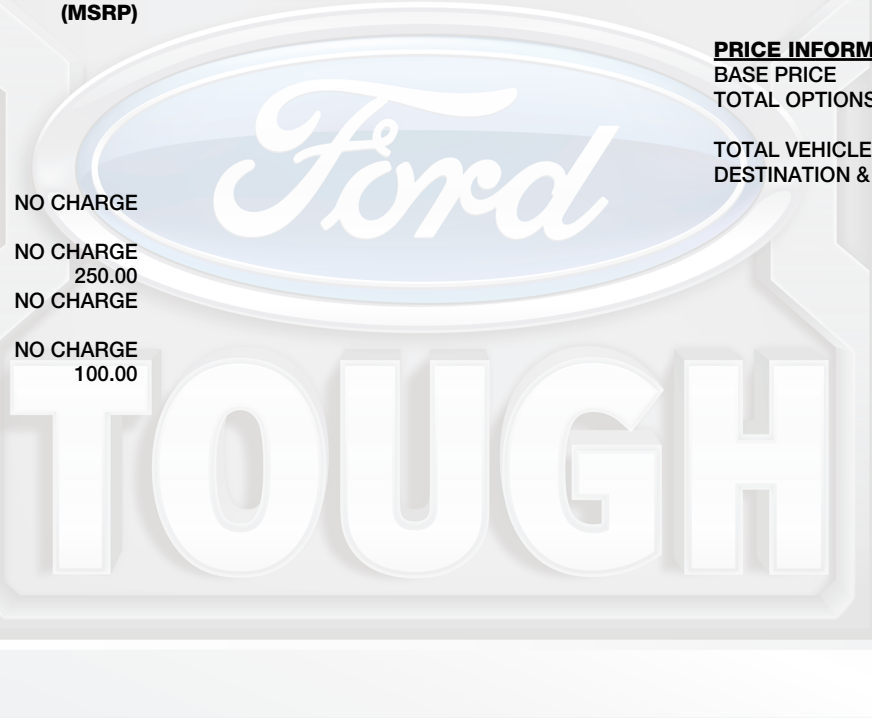 (MSRP)
NO CHARGE
NO CHARGE
250.00
NO CHARGE
NO CHARGE
100.00
Ford
TOUGH
PRICE INFORM
BASE PRICE
TOTAL OPTIONS
TOTAL VEHICLE
DESTINATION &